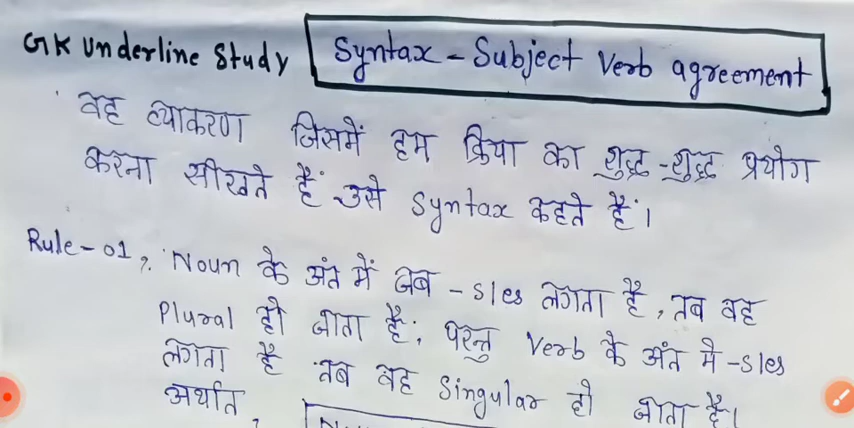 GK Underline Study
Syntax - Subject Verb agreement
वह व्याकरण जिसमें हम क्रिया का शुद्ध-शुद्ध प्रयोग
करना सीखते हैं उसे Syntax कहते हैं।
Rule-01, Noun के अंत में जब -s/es लगता है, तब वह
Plural हो जाता है; परन्तु Verb के अंत मे -s/es
लगता है तब वह Singular हो जाता है।
अर्थात,